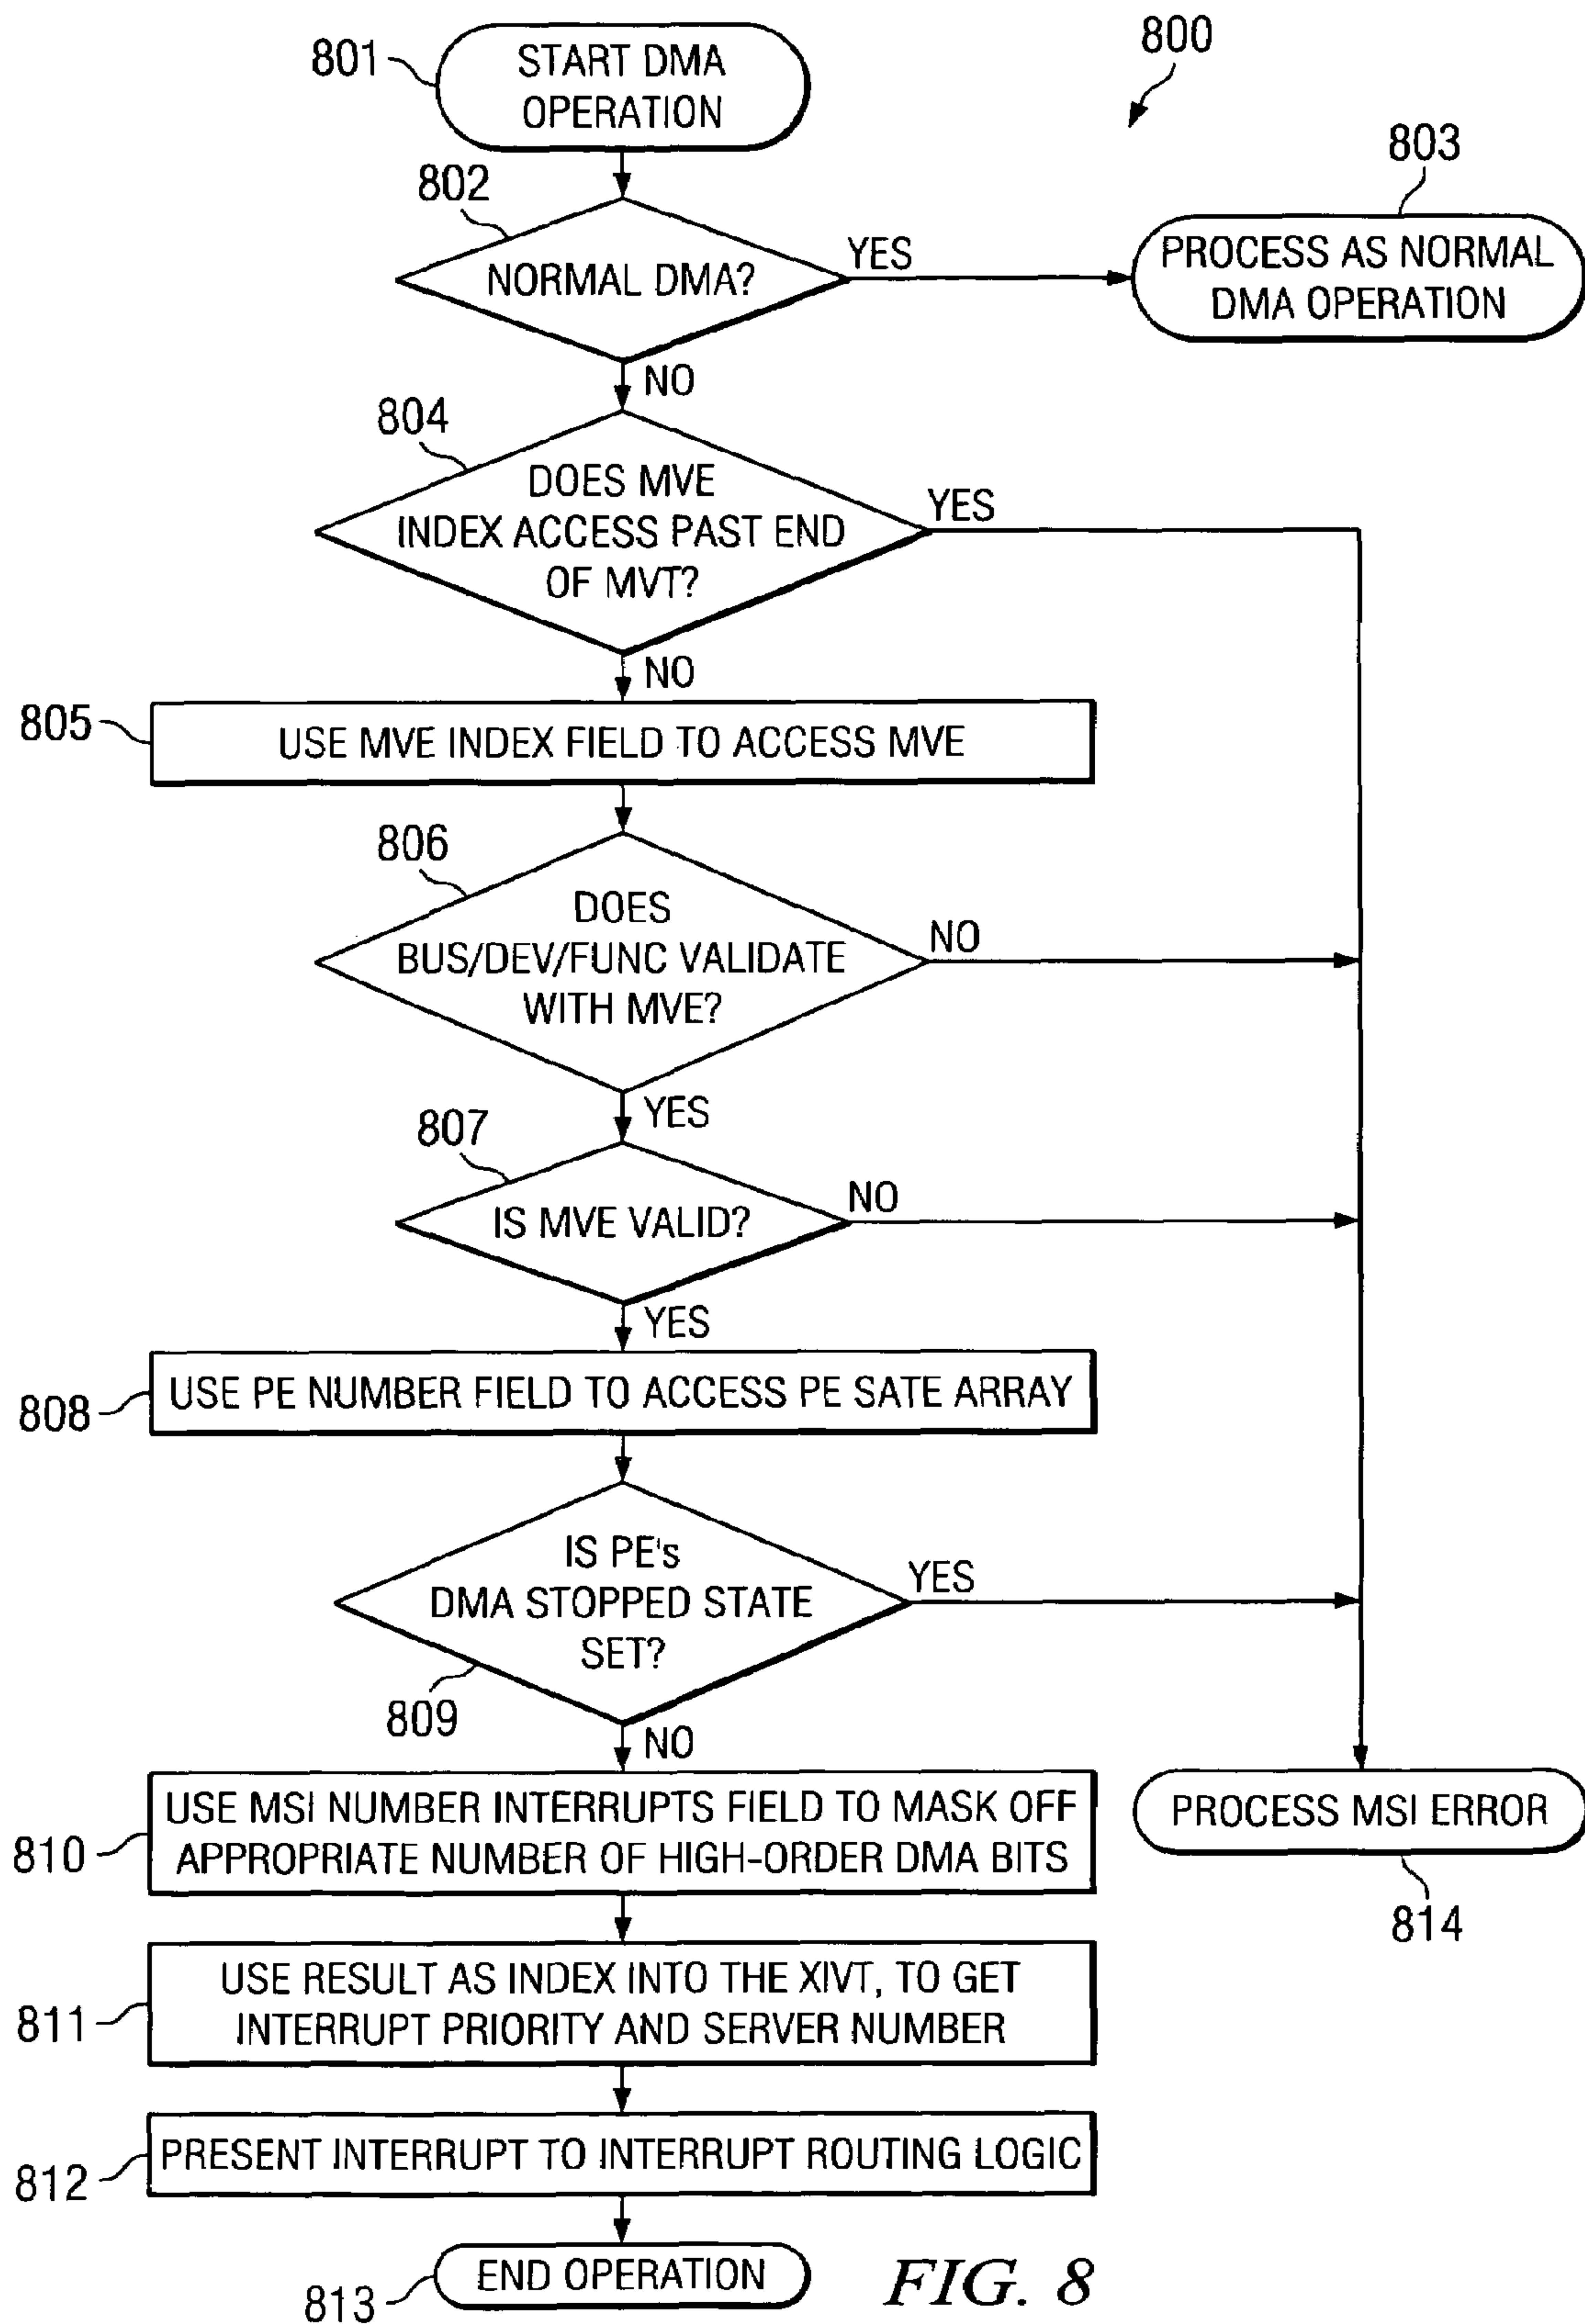 800
801
START DMA
OPERATION
802
NORMAL DMA?
YES
803
PROCESS AS NORMAL
DMA OPERATION
NO
804
DOES MVE
INDEX ACCESS PAST END
OF MVT?
YES
NO
805
USE MVE INDEX FIELD TO ACCESS MVE
806
DOES
BUS/DEV/FUNC VALIDATE
WITH MVE?
NO
YES
807
IS MVE VALID?
NO
YES
808
USE PE NUMBER FIELD TO ACCESS PE SATE ARRAY
IS PE's
DMA STOPPED STATE
SET?
YES
809
NO
810
USE MSI NUMBER INTERRUPTS FIELD TO MASK OFF
APPROPRIATE NUMBER OF HIGH-ORDER DMA BITS
PROCESS MSI ERROR
814
811
USE RESULT AS INDEX INTO THE XIVT, TO GET
INTERRUPT PRIORITY AND SERVER NUMBER
812
PRESENT INTERRUPT TO INTERRUPT ROUTING LOGIC
813
END OPERATION
FIG. 8